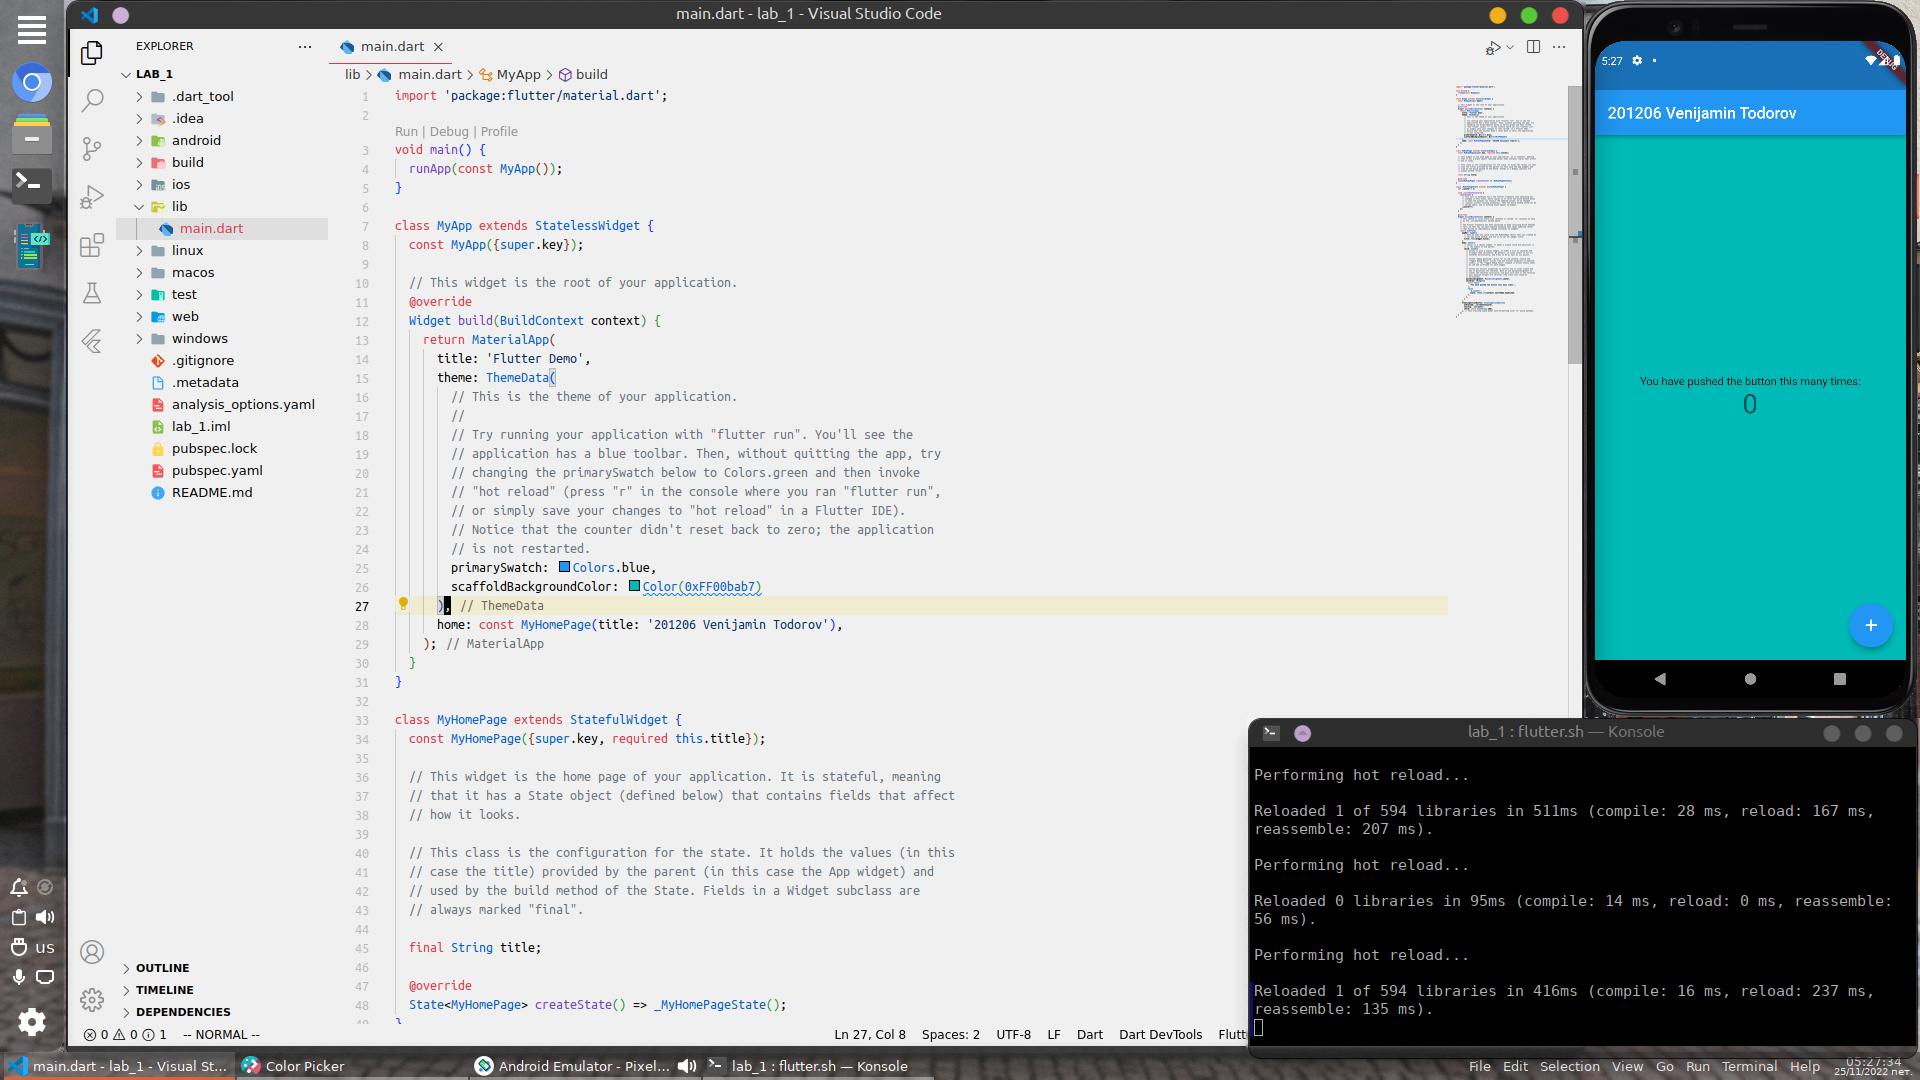 main.dart - lab_1 - Visual Studio Code
EXPLORER
LAB_1
.dart_tool
.idea
android
build
ios
lib
main.dart
linux
macos
test
web
windows
.gitignore
.metadata
analysis_options.yaml
lab_1.iml
pubspec.lock
pubspec.yaml
README.md
OUTLINE
TIMELINE
DEPENDENCIES
main.dart
lib > main.dart > MyApp > build
1 import 'package:flutter/material.dart';
2
Run | Debug | Profile
3 void main() {
4 runApp(const MyApp());
5 }
6
7 class MyApp extends StatelessWidget {
8 const MyApp({super.key});
9
10 // This widget is the root of your application.
11 @override
12 Widget build(BuildContext context) {
13 return MaterialApp(
14 title: 'Flutter Demo',
15 theme: ThemeData(
16 // This is the theme of your application.
17 //
18 // Try running your application with "flutter run". You'll see the
19 // application has a blue toolbar. Then, without quitting the app, try
20 // changing the primarySwatch below to Colors.green and then invoke
21 // "hot reload" (press "r" in the console where you ran "flutter run",
22 // or simply save your changes to "hot reload" in a Flutter IDE).
23 // Notice that the counter didn't reset back to zero; the application
24 // is not restarted.
25 primarySwatch: Colors.blue,
26 scaffoldBackgroundColor: Color(0xFF00bab7)
27 ), // ThemeData
28 home: const MyHomePage(title: '201206 Venijamin Todorov'),
29 ); // MaterialApp
30 }
31 }
32
33 class MyHomePage extends StatefulWidget {
34 const MyHomePage({super.key, required this.title});
35
36 // This widget is the home page of your application. It is stateful, meaning
37 // that it has a State object (defined below) that contains fields that affect
38 // how it looks.
39
40 // This class is the configuration for the state. It holds the values (in this
41 // case the title) provided by the parent (in this case the App widget) and
42 // used by the build method of the State. Fields in a Widget subclass are
43 // always marked "final".
44
45 final String title;
46
47 @override
48 State<MyHomePage> createState() => _MyHomePageState();
49 }
0 0 1 -- NORMAL --
Ln 27, Col 8 Spaces: 2 UTF-8 LF Dart Dart DevTools Flutt
5:27
DEBUG
201206 Venijamin Todorov
You have pushed the button this many times:
0
+
lab_1 : flutter.sh — Konsole
Performing hot reload...
Reloaded 1 of 594 libraries in 511ms (compile: 28 ms, reload: 167 ms,
reassemble: 207 ms).
Performing hot reload...
Reloaded 0 libraries in 95ms (compile: 14 ms, reload: 0 ms, reassemble:
56 ms).
Performing hot reload...
Reloaded 1 of 594 libraries in 416ms (compile: 16 ms, reload: 237 ms,
reassemble: 135 ms).
us
main.dart - lab_1 - Visual St...
Color Picker
Android Emulator - Pixel...
lab_1 : flutter.sh — Konsole
File Edit Selection View Go Run Terminal Help
05:27:34
25/11/2022 пет.